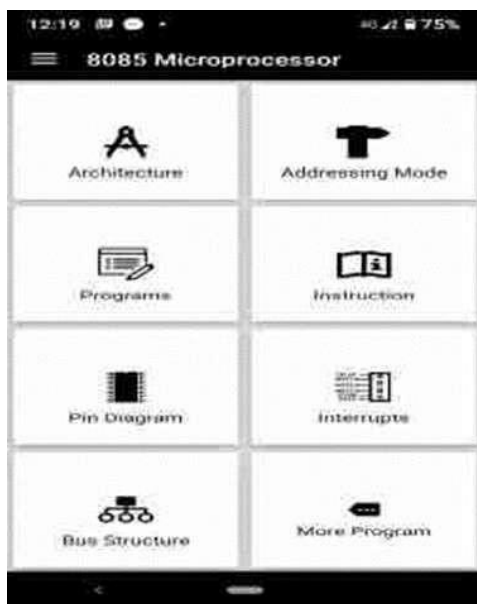 12:19 75%
8085 Microprocessor
Architecture
Addressing Mode
Programs
Instruction
Pin Diagram
Interrupts
Bus Structure
More Program